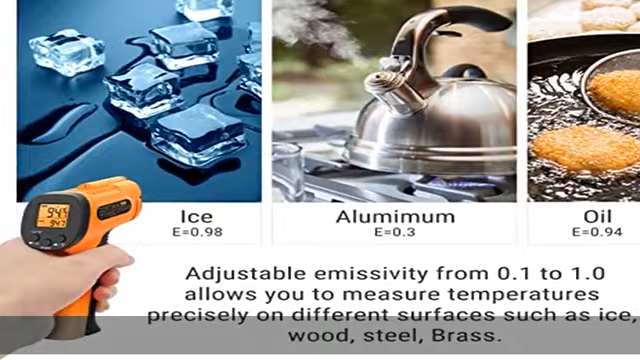 Ice
E=0.98
Alumimum
E=0.3
Oil
E=0.94
Adjustable emissivity from 0.1 to 1.0
allows you to measure temperatures
precisely on different surfaces such as ice,
wood, steel, Brass.